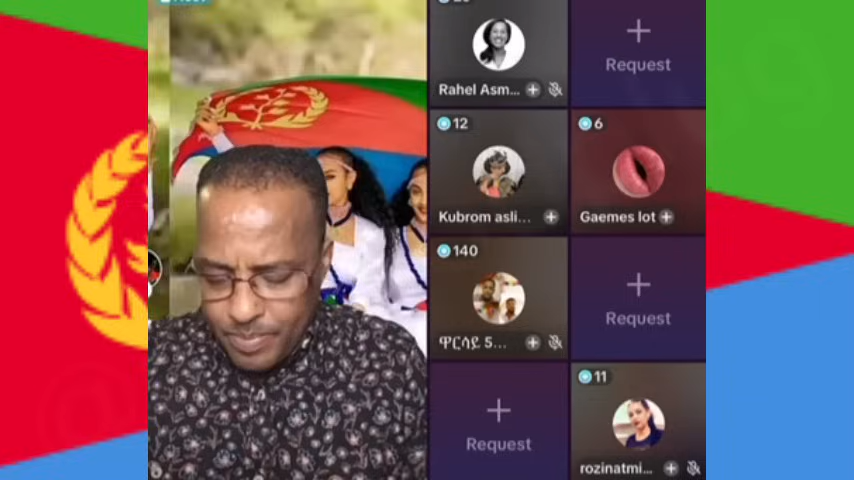 Rahel Asm...
Request
12
Kubrom asli...
6
Gaemes lot
140
ዋርሳይ 5...
Request
Request
11
rozinatmi...